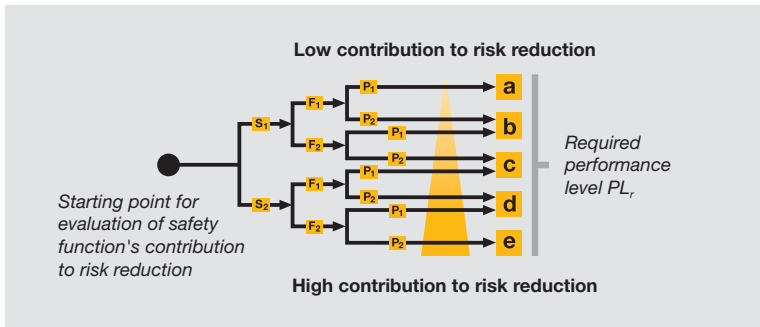 Low contribution to risk reduction
P1
a
F1
S1
P2
b
P1
F2
P2
c
Required
performance
level PLr
F1
P1
S2
P2
d
P1
F2
P2
e
Starting point for
evaluation of safety
function's contribution
to risk reduction
High contribution to risk reduction